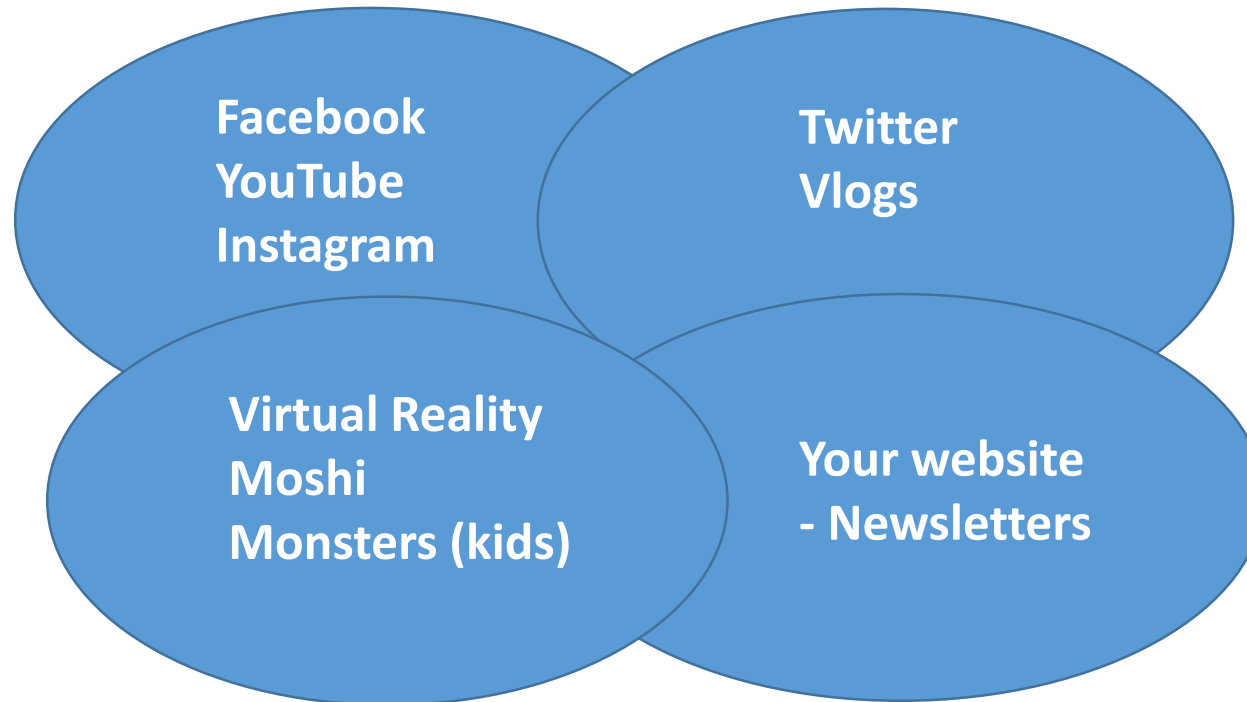 Facebook
YouTube
Instagram
Twitter
Vlogs
Virtual Reality
Moshi
Monsters (kids)
Your website
- Newsletters